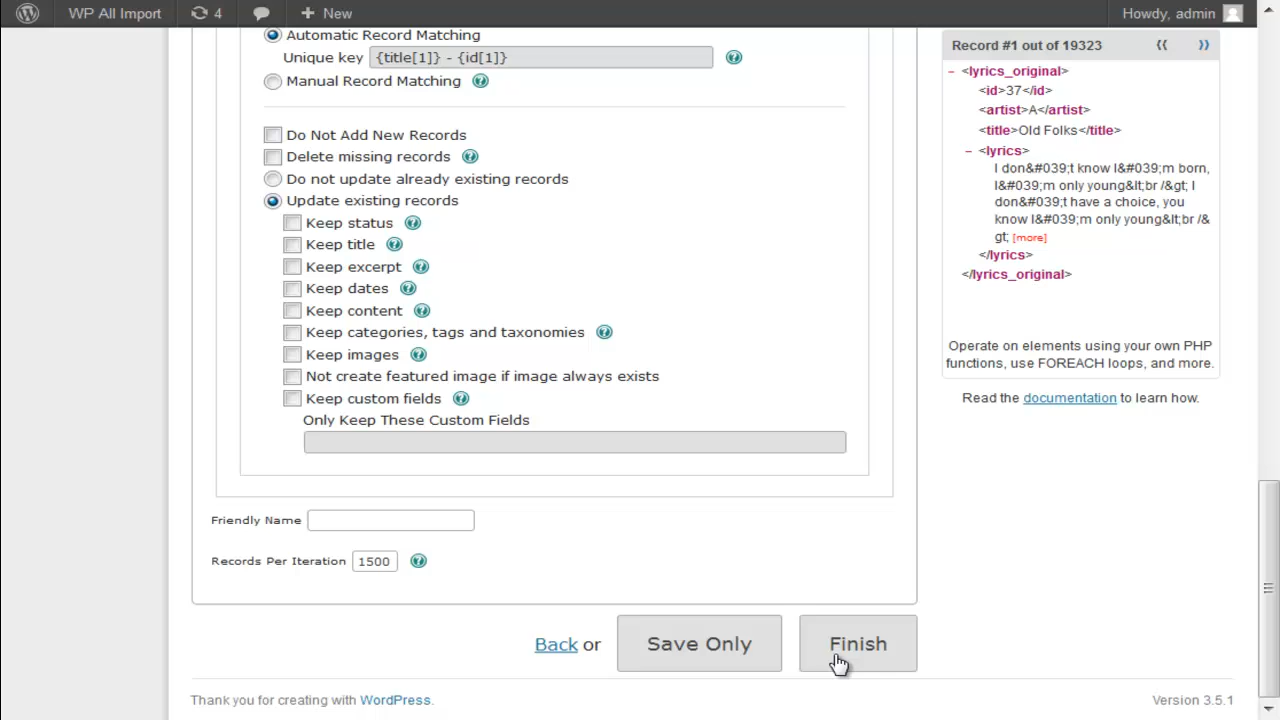 WP All Import 4 + New Howdy, admin
Automatic Record Matching
Unique key {title[1]} - {id[1]} ?
Manual Record Matching ?
Do Not Add New Records
Delete missing records ?
Do not update already existing records
Update existing records
Keep status ?
Keep title ?
Keep excerpt ?
Keep dates ?
Keep content ?
Keep categories, tags and taxonomies ?
Keep images ?
Not create featured image if image always exists
Keep custom fields ?
Only Keep These Custom Fields
Friendly Name
Records Per Iteration 1500 ?
Back or Save Only Finish
Thank you for creating with WordPress. Version 3.5.1
Record #1 out of 19323 ⟨⟨ ⟩⟩
− <lyrics_original>
<id>37</id>
<artist>A</artist>
<title>Old Folks</title>
− <lyrics>
I don&#039;t know I&#039;m born,
I&#039;m only young&lt;br /&gt; I
don&#039;t have a choice, you
know I&#039;m only young&lt;br /&
gt; [more]
</lyrics>
</lyrics_original>
Operate on elements using your own PHP
functions, use FOREACH loops, and more.
Read the documentation to learn how.